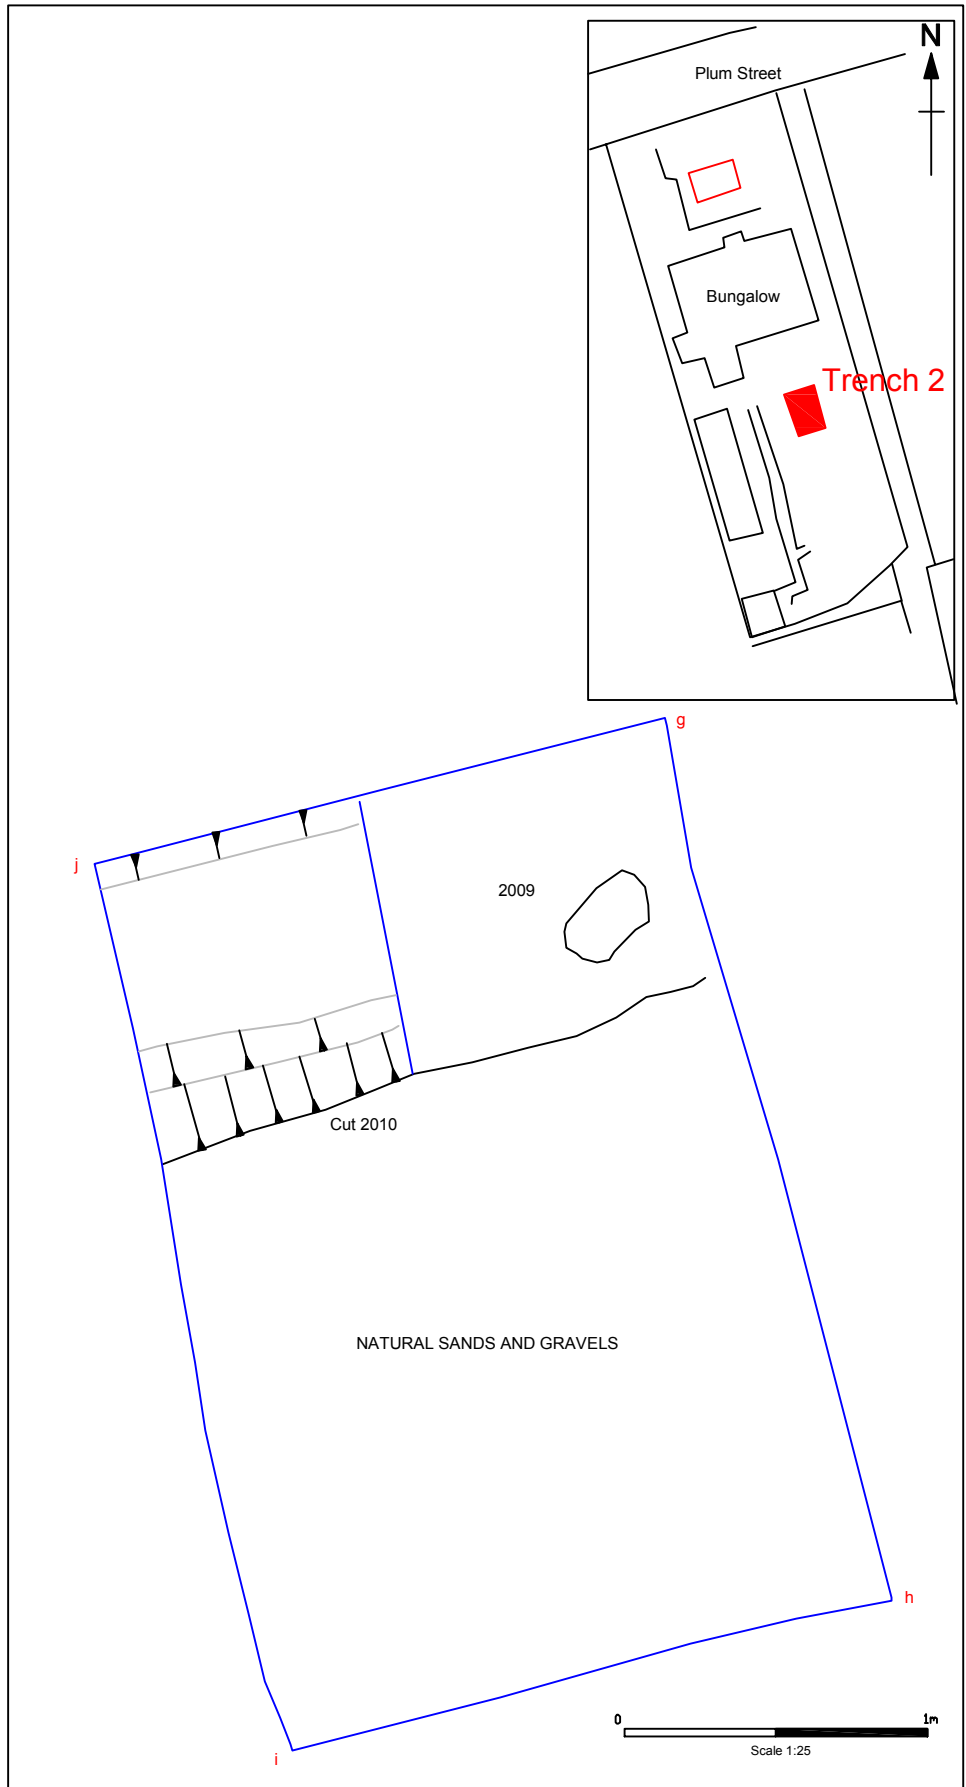 N
Plum Street
Bungalow
Trench 2
g
j
2009
Cut 2010
NATURAL SANDS AND GRAVELS
h
0 1m
Scale 1:25
i